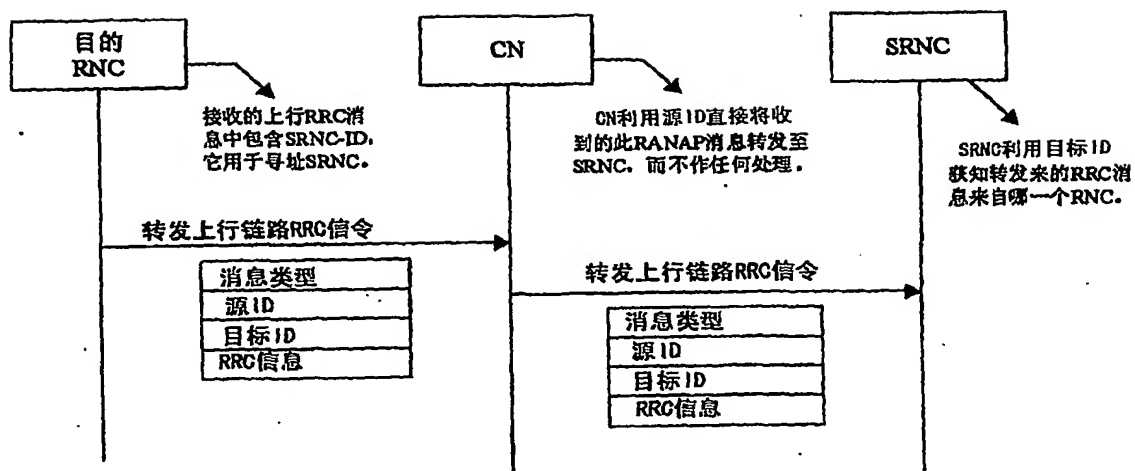 目的
RNC
CN
SRNC
接收的上行RRC消
息中包含SRNC-ID,
它用于寻址SRNC。
CN利用源ID直接将收
到的此RANAP消息转发至
SRNC, 而不作任何处理。
SRNC利用目标ID
获知转发来的RRC消
息来自哪一个RNC。
转发上行链路RRC信令
消息类型
源ID
目标ID
RRC信息
转发上行链路RRC信令
消息类型
源ID
目标ID
RRC信息